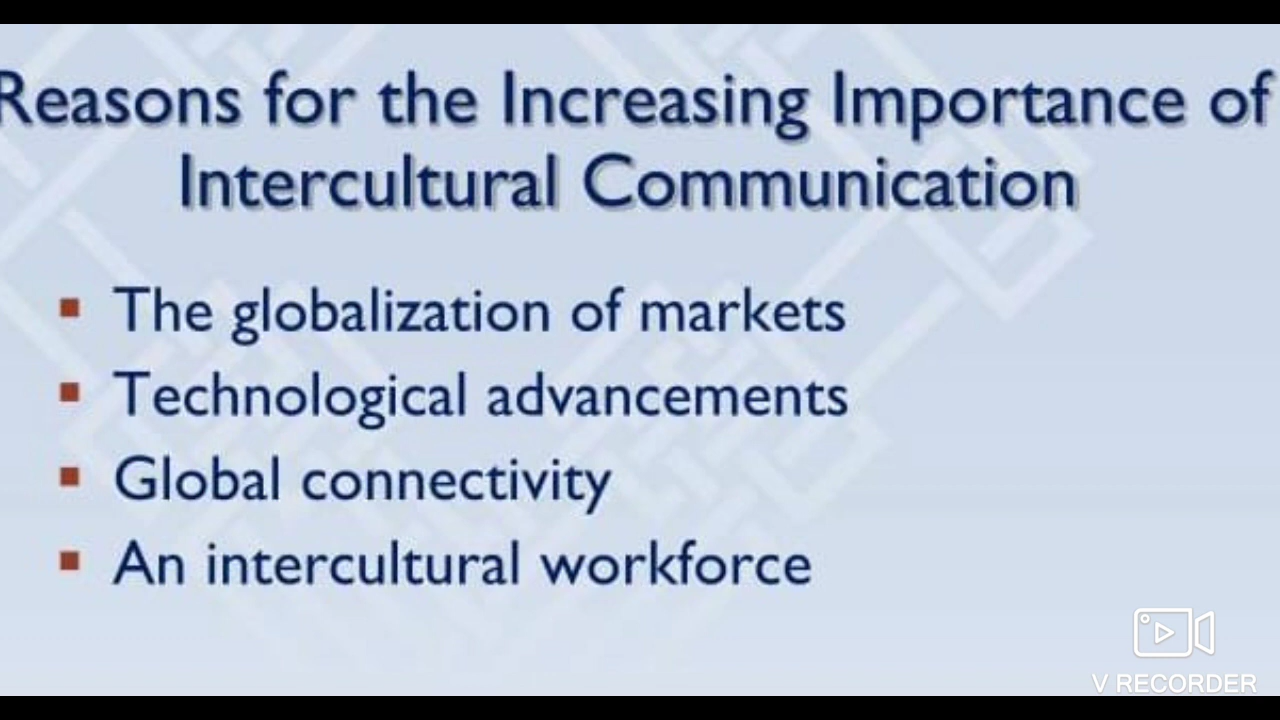 Reasons for the Increasing Importance of
Intercultural Communication
The globalization of markets
Technological advancements
Global connectivity
An intercultural workforce
V RECORDER